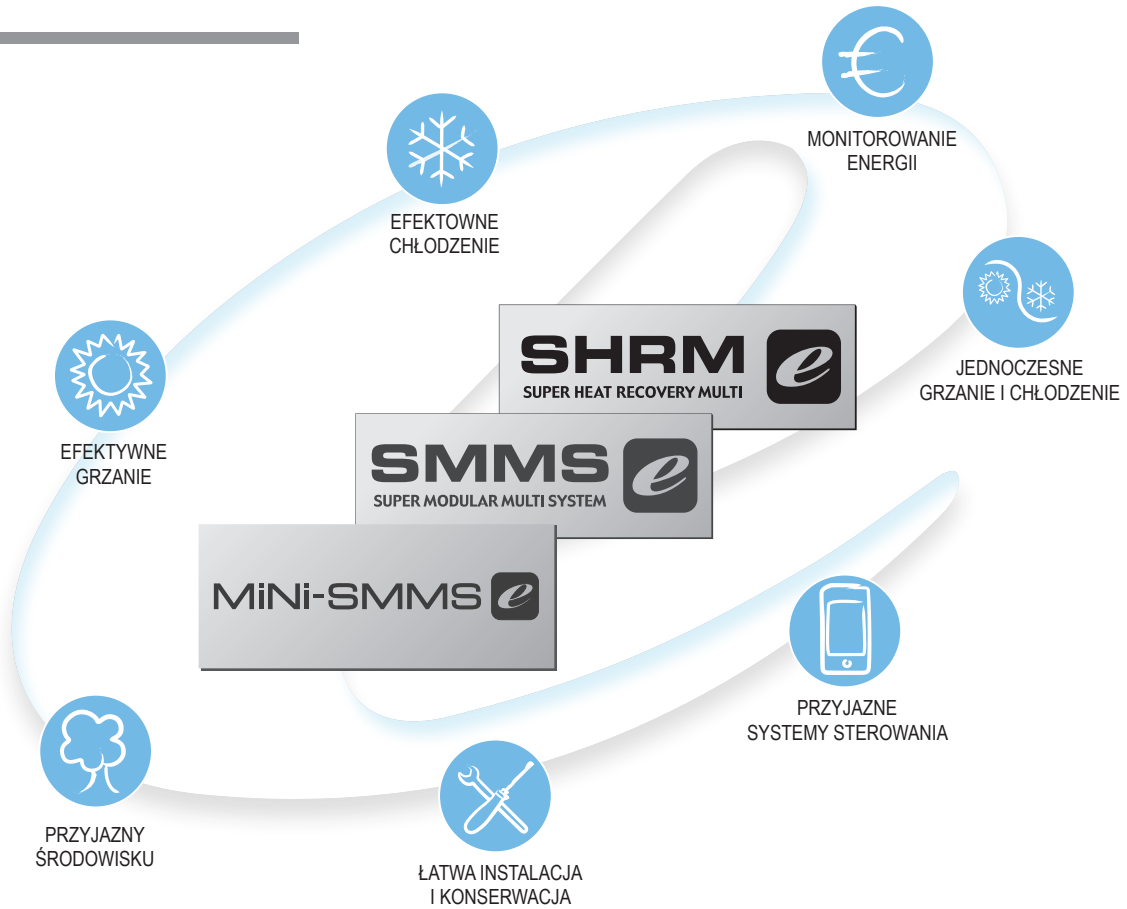 MONITOROWANIE
ENERGII
EFEKTOWNE
CHŁODZENIE
JEDNOCZESNE
GRZANIE I CHŁODZENIE
SHRM e
SUPER HEAT RECOVERY MULTI
EFEKTYWNE
GRZANIE
SMMS e
SUPER MODULAR MULTI SYSTEM
MiNi-SMMS e
PRZYJAZNE
SYSTEMY STEROWANIA
PRZYJAZNY
ŚRODOWISKU
ŁATWA INSTALACJA
I KONSERWACJA